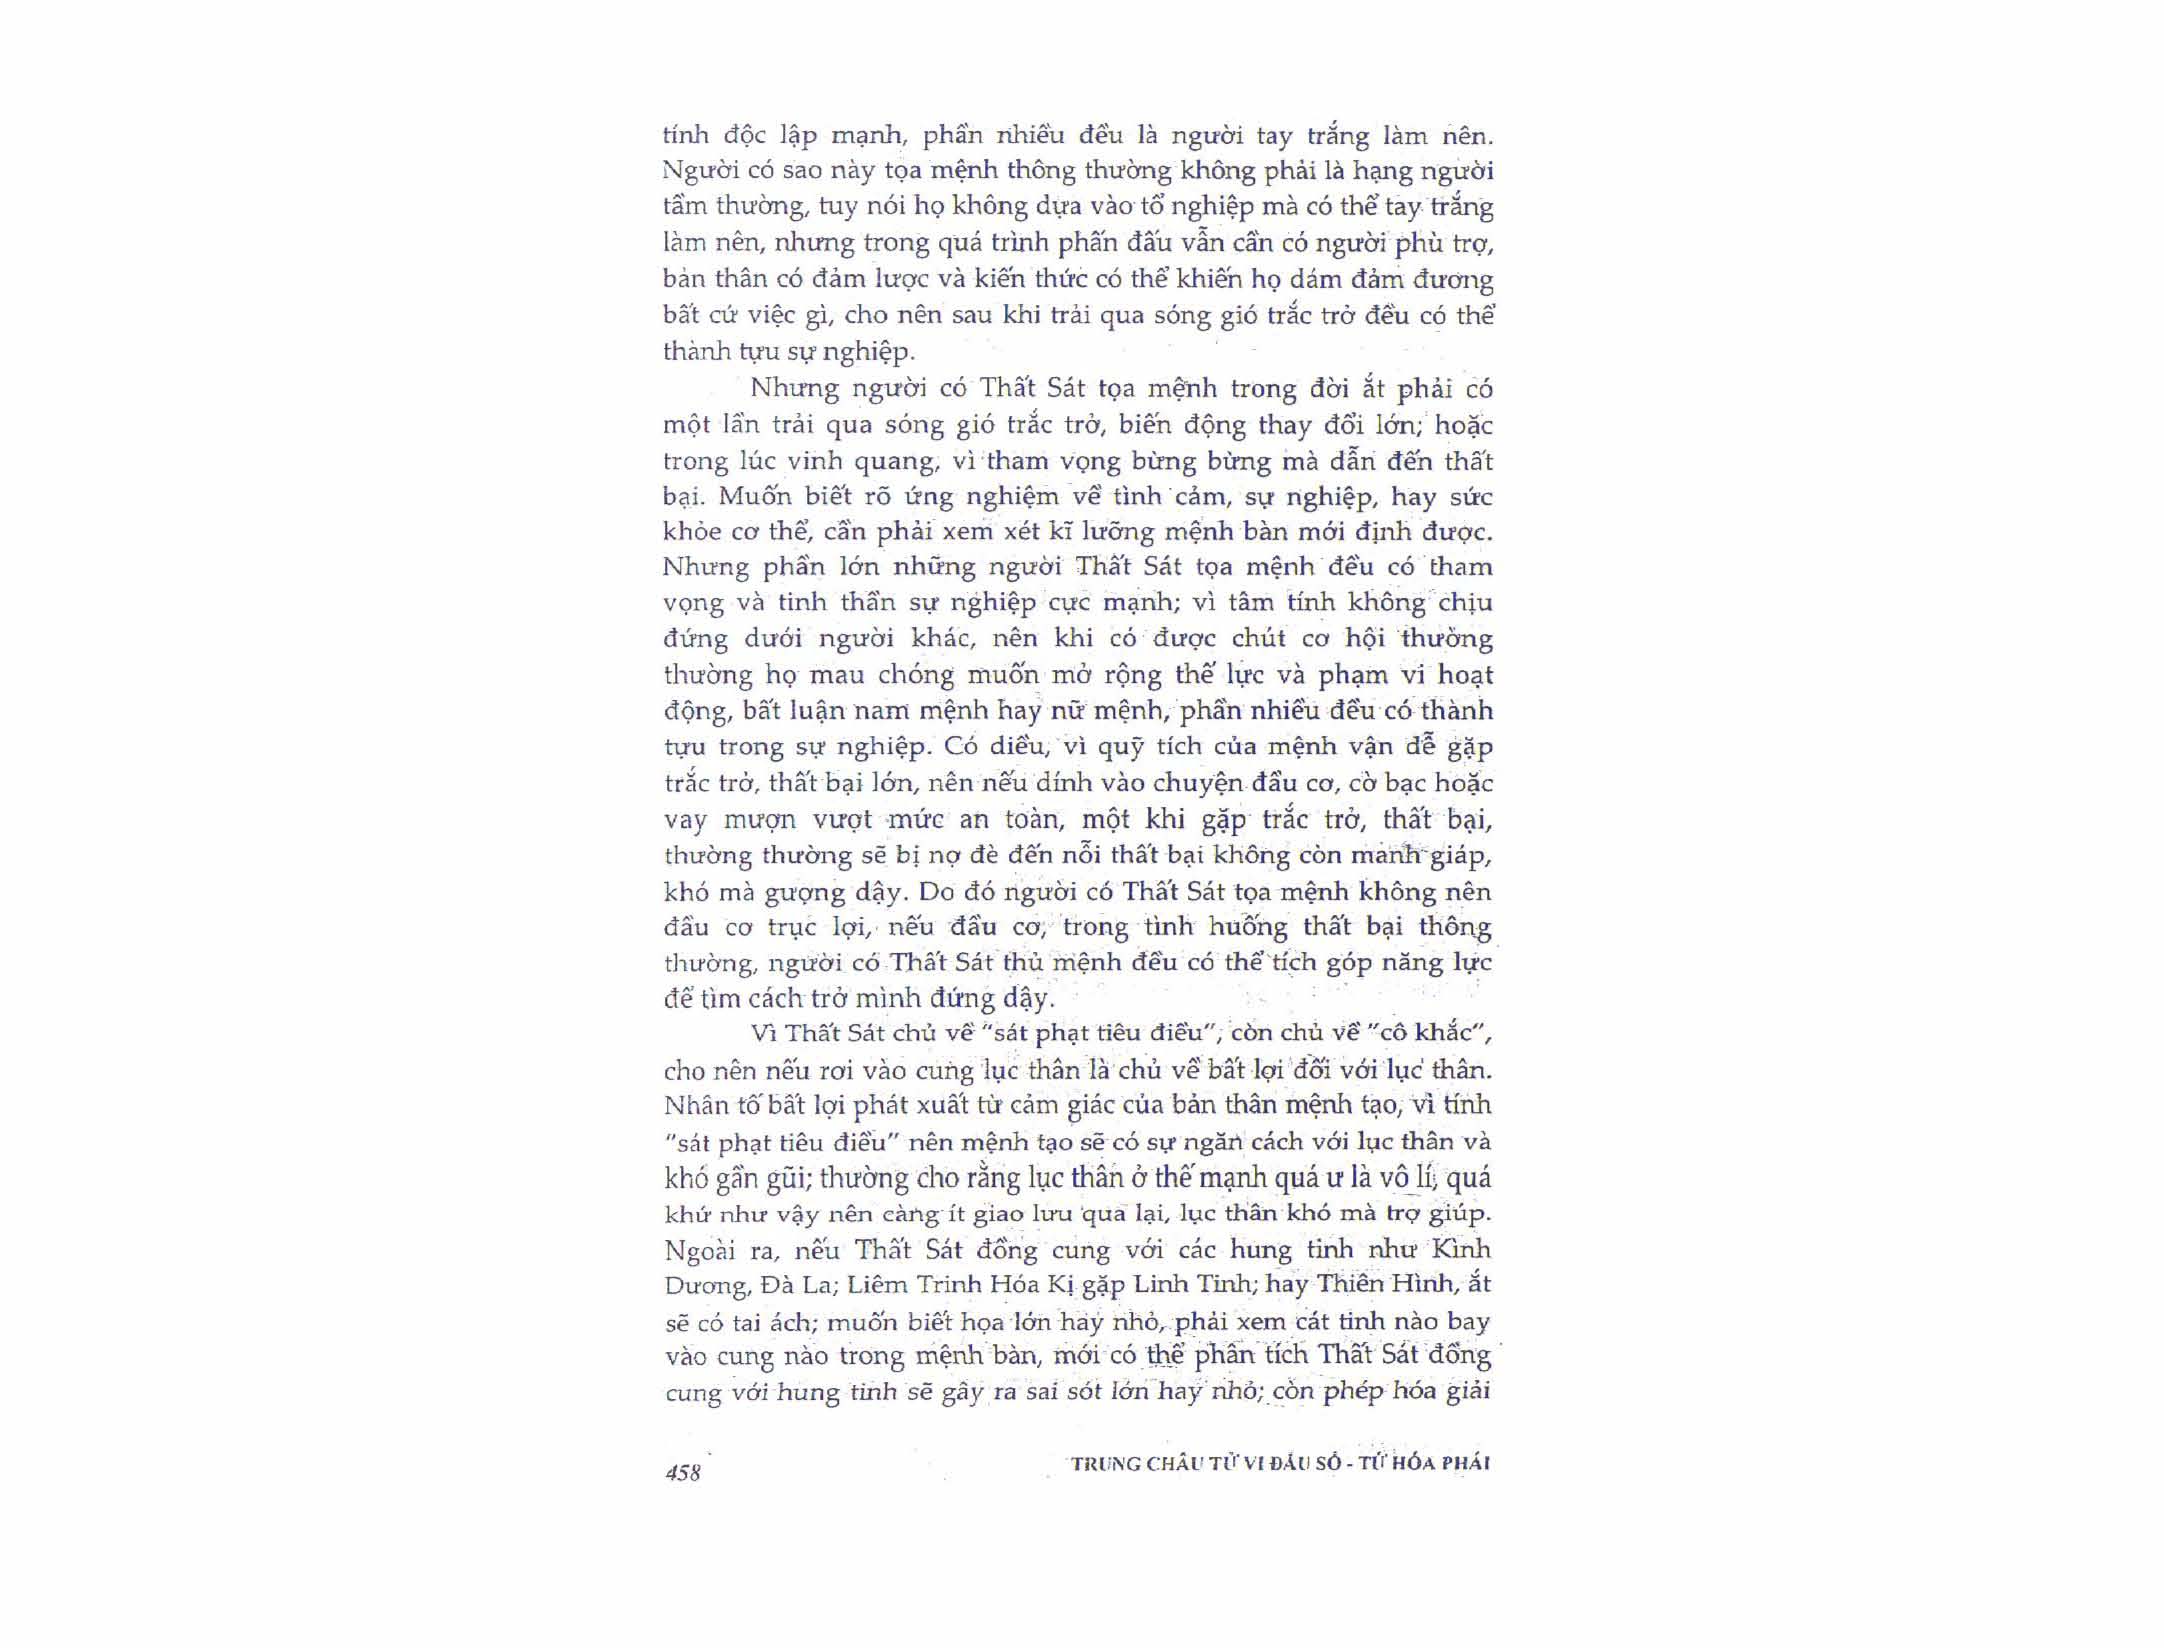 tính độc lập mạnh, phần nhiều đều là người tay trắng làm nên.
Người có sao này tọa mệnh thông thường không phải là hạng người
tầm thường, tuy nói họ không dựa vào tổ nghiệp mà có thể tay trắng
làm nên, nhưng trong quá trình phấn đấu vẫn cần có người phù trợ,
bản thân có đảm lược và kiến thức có thể khiến họ dám đảm đương
bất cứ việc gì, cho nên sau khi trải qua sóng gió trắc trở đều có thể
thành tựu sự nghiệp.
Nhưng người có Thất Sát tọa mệnh trong đời ắt phải có
một lần trải qua sóng gió trắc trở, biến động thay đổi lớn; hoặc
trong lúc vinh quang, vì tham vọng bừng bừng mà dẫn đến thất
bại. Muốn biết rõ ứng nghiệm về tình cảm, sự nghiệp, hay sức
khỏe cơ thể, cần phải xem xét kĩ lưỡng mệnh bàn mới định được.
Nhưng phần lớn những người Thất Sát tọa mệnh đều có tham
vọng và tinh thần sự nghiệp cực mạnh; vì tâm tính không chịu
đứng dưới người khác, nên khi có được chút cơ hội thường
thường họ mau chóng muốn mở rộng thế lực và phạm vi hoạt
động, bất luận nam mệnh hay nữ mệnh, phần nhiều đều có thành
tựu trong sự nghiệp. Có điều, vì quỹ tích của mệnh vận dễ gặp
trắc trở, thất bại lớn, nên nếu dính vào chuyện đầu cơ, cờ bạc hoặc
vay mượn vượt mức an toàn, một khi gặp trắc trở, thất bại,
thường thường sẽ bị nợ đè đến nỗi thất bại không còn manh giáp,
khó mà gượng dậy. Do đó người có Thất Sát tọa mệnh không nên
đầu cơ trục lợi, nếu đầu cơ, trong tình huống thất bại thông
thường, người có Thất Sát thủ mệnh đều có thể tích góp năng lực
để tìm cách trở mình đứng dậy.
Vì Thất Sát chủ về "sát phạt tiêu điều", còn chủ về "cô khắc",
cho nên nếu rơi vào cung lục thân là chủ về bất lợi đối với lục thân.
Nhân tố bất lợi phát xuất từ cảm giác của bản thân mệnh tạo, vì tính
"sát phạt tiêu điều" nên mệnh tạo sẽ có sự ngăn cách với lục thân và
khó gần gũi; thường cho rằng lục thân ở thế mạnh quá ư là vô lí, quá
khứ như vậy nên càng ít giao lưu qua lại, lục thân khó mà trợ giúp.
Ngoài ra, nếu Thất Sát đồng cung với các hung tinh như Kình
Dương, Đà La; Liêm Trinh Hóa Kị gặp Linh Tinh; hay Thiên Hình, ắt
sẽ có tai ách; muốn biết họa lớn hay nhỏ, phải xem cát tinh nào bay
vào cung nào trong mệnh bàn, mới có thể phân tích Thất Sát đồng
cung với hung tinh sẽ gây ra sai sót lớn hay nhỏ; còn phép hóa giải
458 TRUNG CHÂU TỬ VI ĐẨU SỐ - TỨ HÓA PHÁI